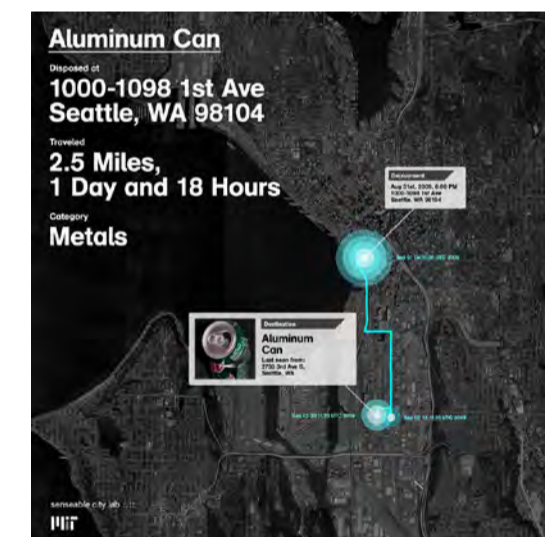 Aluminum Can
Disposed at
1000-1098 1st Ave
Seattle, WA 98104
Traveled
2.5 Miles,
1 Day and 18 Hours
Category
Metals
Deployment
Aug 31st, 2009, 5:00 PM
1000-1098 1st Ave
Seattle, WA 98104
Destination
Aluminum
Can
Last seen from:
2730 3rd Ave S,
Seattle, WA
senseable city lab
MIT